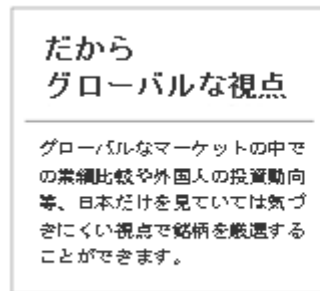 だから
グローバルな視点
グローバルなマーケットの中で
の業績比較や外国人の投資動向
等、日本だけを見ていては気づ
きにくい視点で銘柄を厳選する
ことができます。